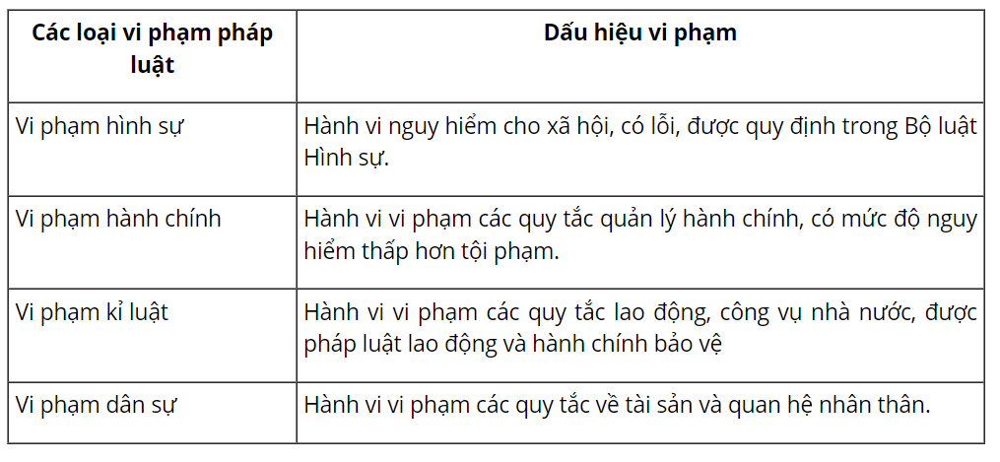 Các loại vi phạm pháp
luật
Dấu hiệu vi phạm
Vi phạm hình sự
Hành vi nguy hiểm cho xã hội, có lỗi, được quy định trong Bộ luật
Hình sự.
Vi phạm hành chính
Hành vi vi phạm các quy tắc quản lý hành chính, có mức độ nguy
hiểm thấp hơn tội phạm.
Vi phạm kỉ luật
Hành vi vi phạm các quy tắc lao động, công vụ nhà nước, được
pháp luật lao động và hành chính bảo vệ
Vi phạm dân sự
Hành vi vi phạm các quy tắc về tài sản và quan hệ nhân thân.